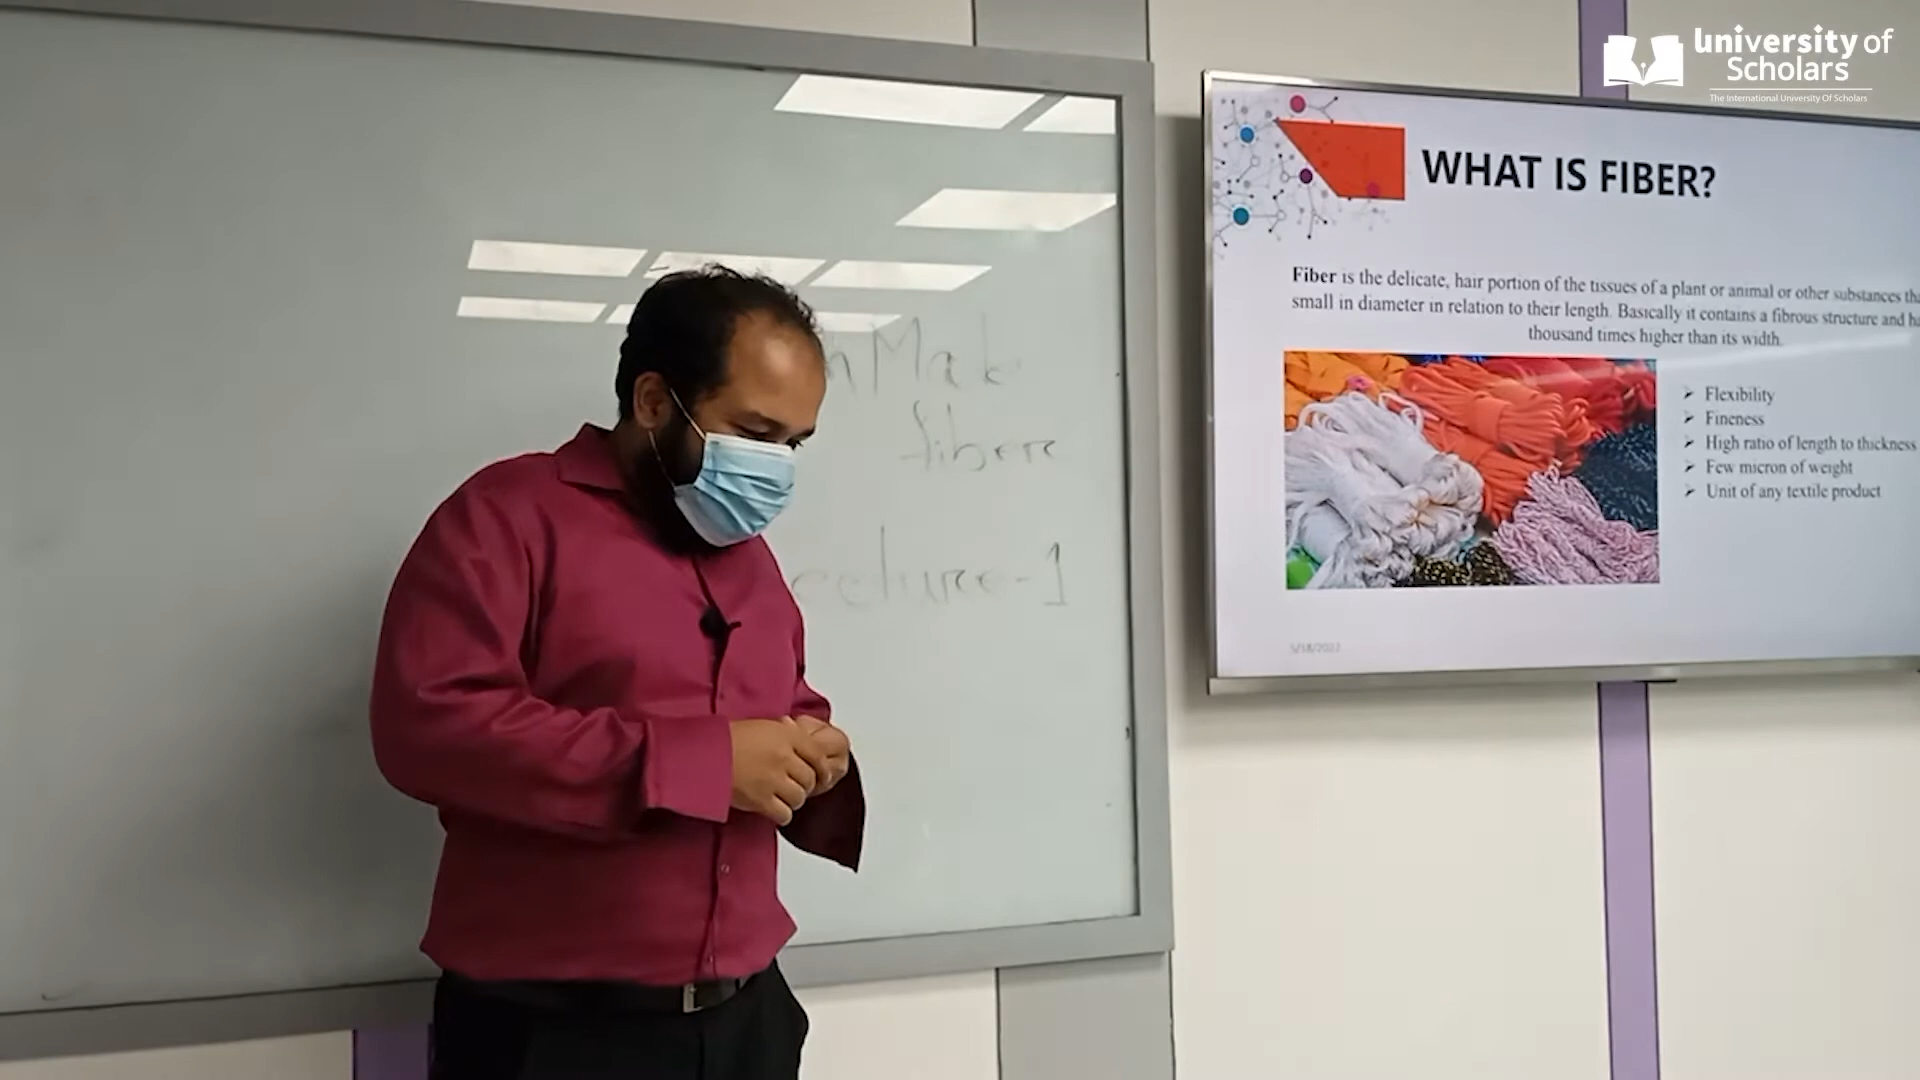 University of
Scholars
The International University Of Scholars
WHAT IS FIBER?
Fiber is the delicate, hair portion of the tissues of a plant or animal or other substances tha
small in diameter in relation to their length. Basically it contains a fibrous structure and ha
thousand times higher than its width.
➤ Flexibility
➤ Fineness
➤ High ratio of length to thickness
➤ Few micron of weight
➤ Unit of any textile product
fibere
ecture-1